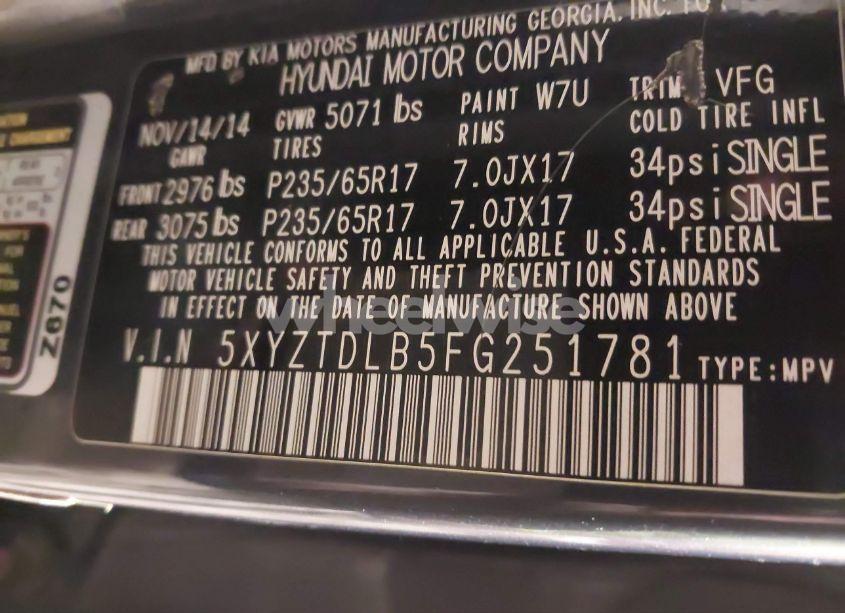 MFD BY KIA MOTORS MANUFACTURING GEORGIA, INC. FO
HYUNDAI MOTOR COMPANY
NOV/14/14 GVWR 5071 lbs PAINT W7U TRIM VFG
GAWR TIRES RIMS COLD TIRE INFL
FRONT 2976 lbs P235/65R17 7.0JX17 34psi SINGLE
REAR 3075 lbs P235/65R17 7.0JX17 34psi SINGLE
THIS VEHICLE CONFORMS TO ALL APPLICABLE U.S.A. FEDERAL
MOTOR VEHICLE SAFETY AND THEFT PREVENTION STANDARDS
IN EFFECT ON THE DATE OF MANUFACTURE SHOWN ABOVE
wheelwise
V.I.N 5XYZTDLB5FG251781 TYPE:MPV
Z670